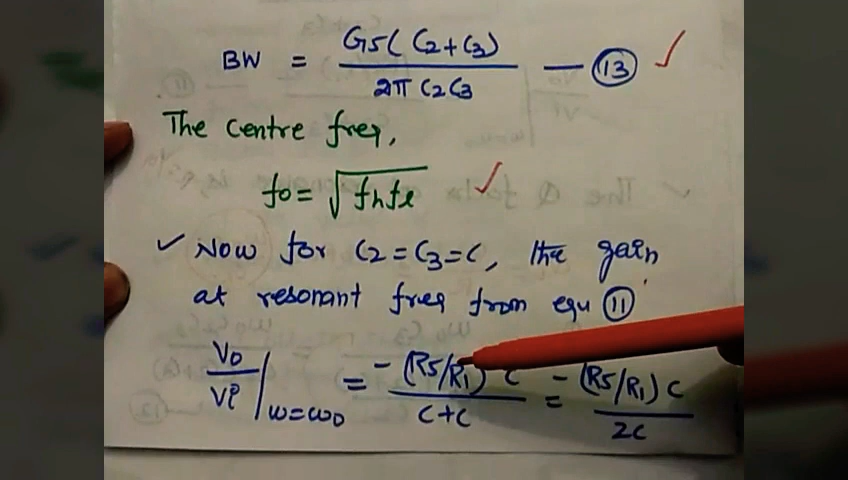 BW = G5(C2+C3) / 2π C2C3 — (13) ✓
The Centre freq,
fo = √fhfl ✓
✓ Now for C2=C3=C, the gain
at resonant freq from equ (11)
Vo/Vi |ω=ωo = -(R5/R1) C / C+C = -(R5/R1) C / 2C